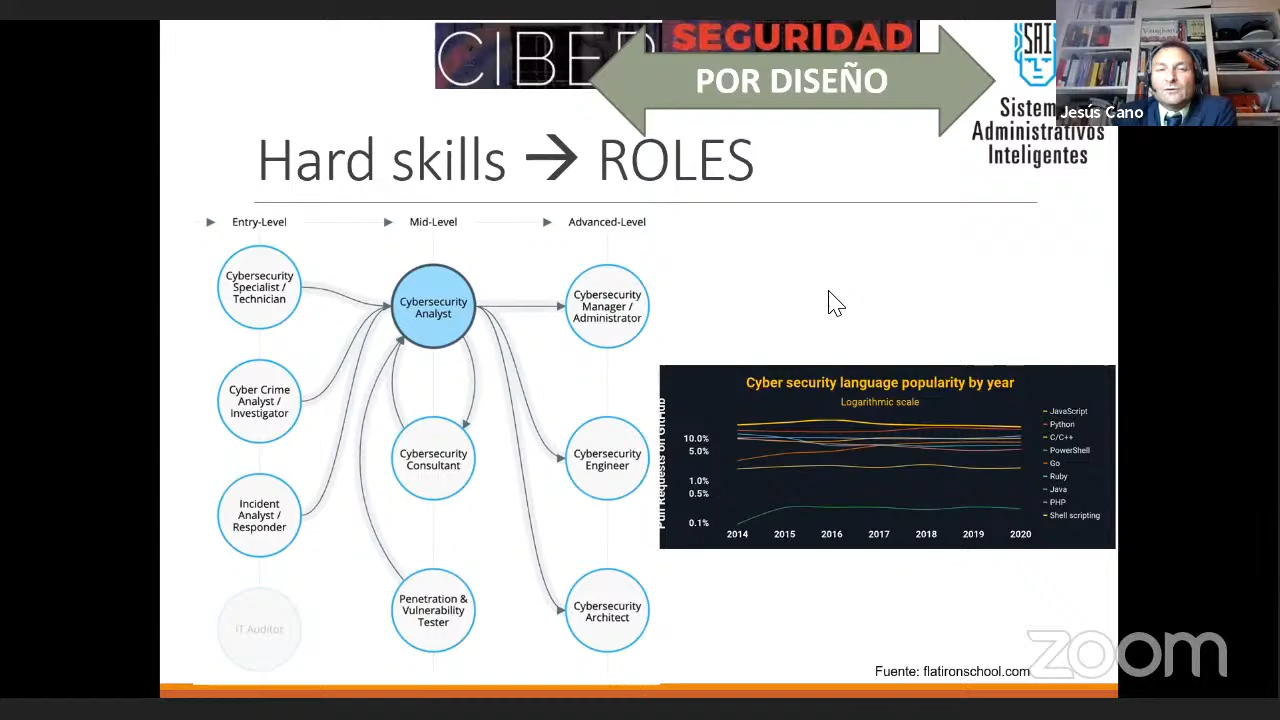 CIBER
SEGURIDAD
POR DISEÑO
SAI
Jesús Cano
Administrativos
Inteligentes
Hard skills → ROLES
Entry-Level
Mid-Level
Advanced-Level
Cybersecurity
Specialist /
Technician
Cybersecurity
Analyst
Cybersecurity
Manager /
Administrator
Cyber Crime
Analyst /
Investigator
Cybersecurity
Consultant
Cybersecurity
Engineer
Incident
Analyst /
Responder
Penetration &
Vulnerability
Tester
Cybersecurity
Architect
IT Auditor
Cyber security language popularity by year
Logarithmic scale
Pull Requests on GitHub
10.0%
5.0%
1.0%
0.5%
0.1%
2014
2015
2016
2017
2018
2019
2020
JavaScript
Python
C/C++
PowerShell
Go
Ruby
Java
PHP
Shell scripting
Fuente: flatironschool.com
zoom